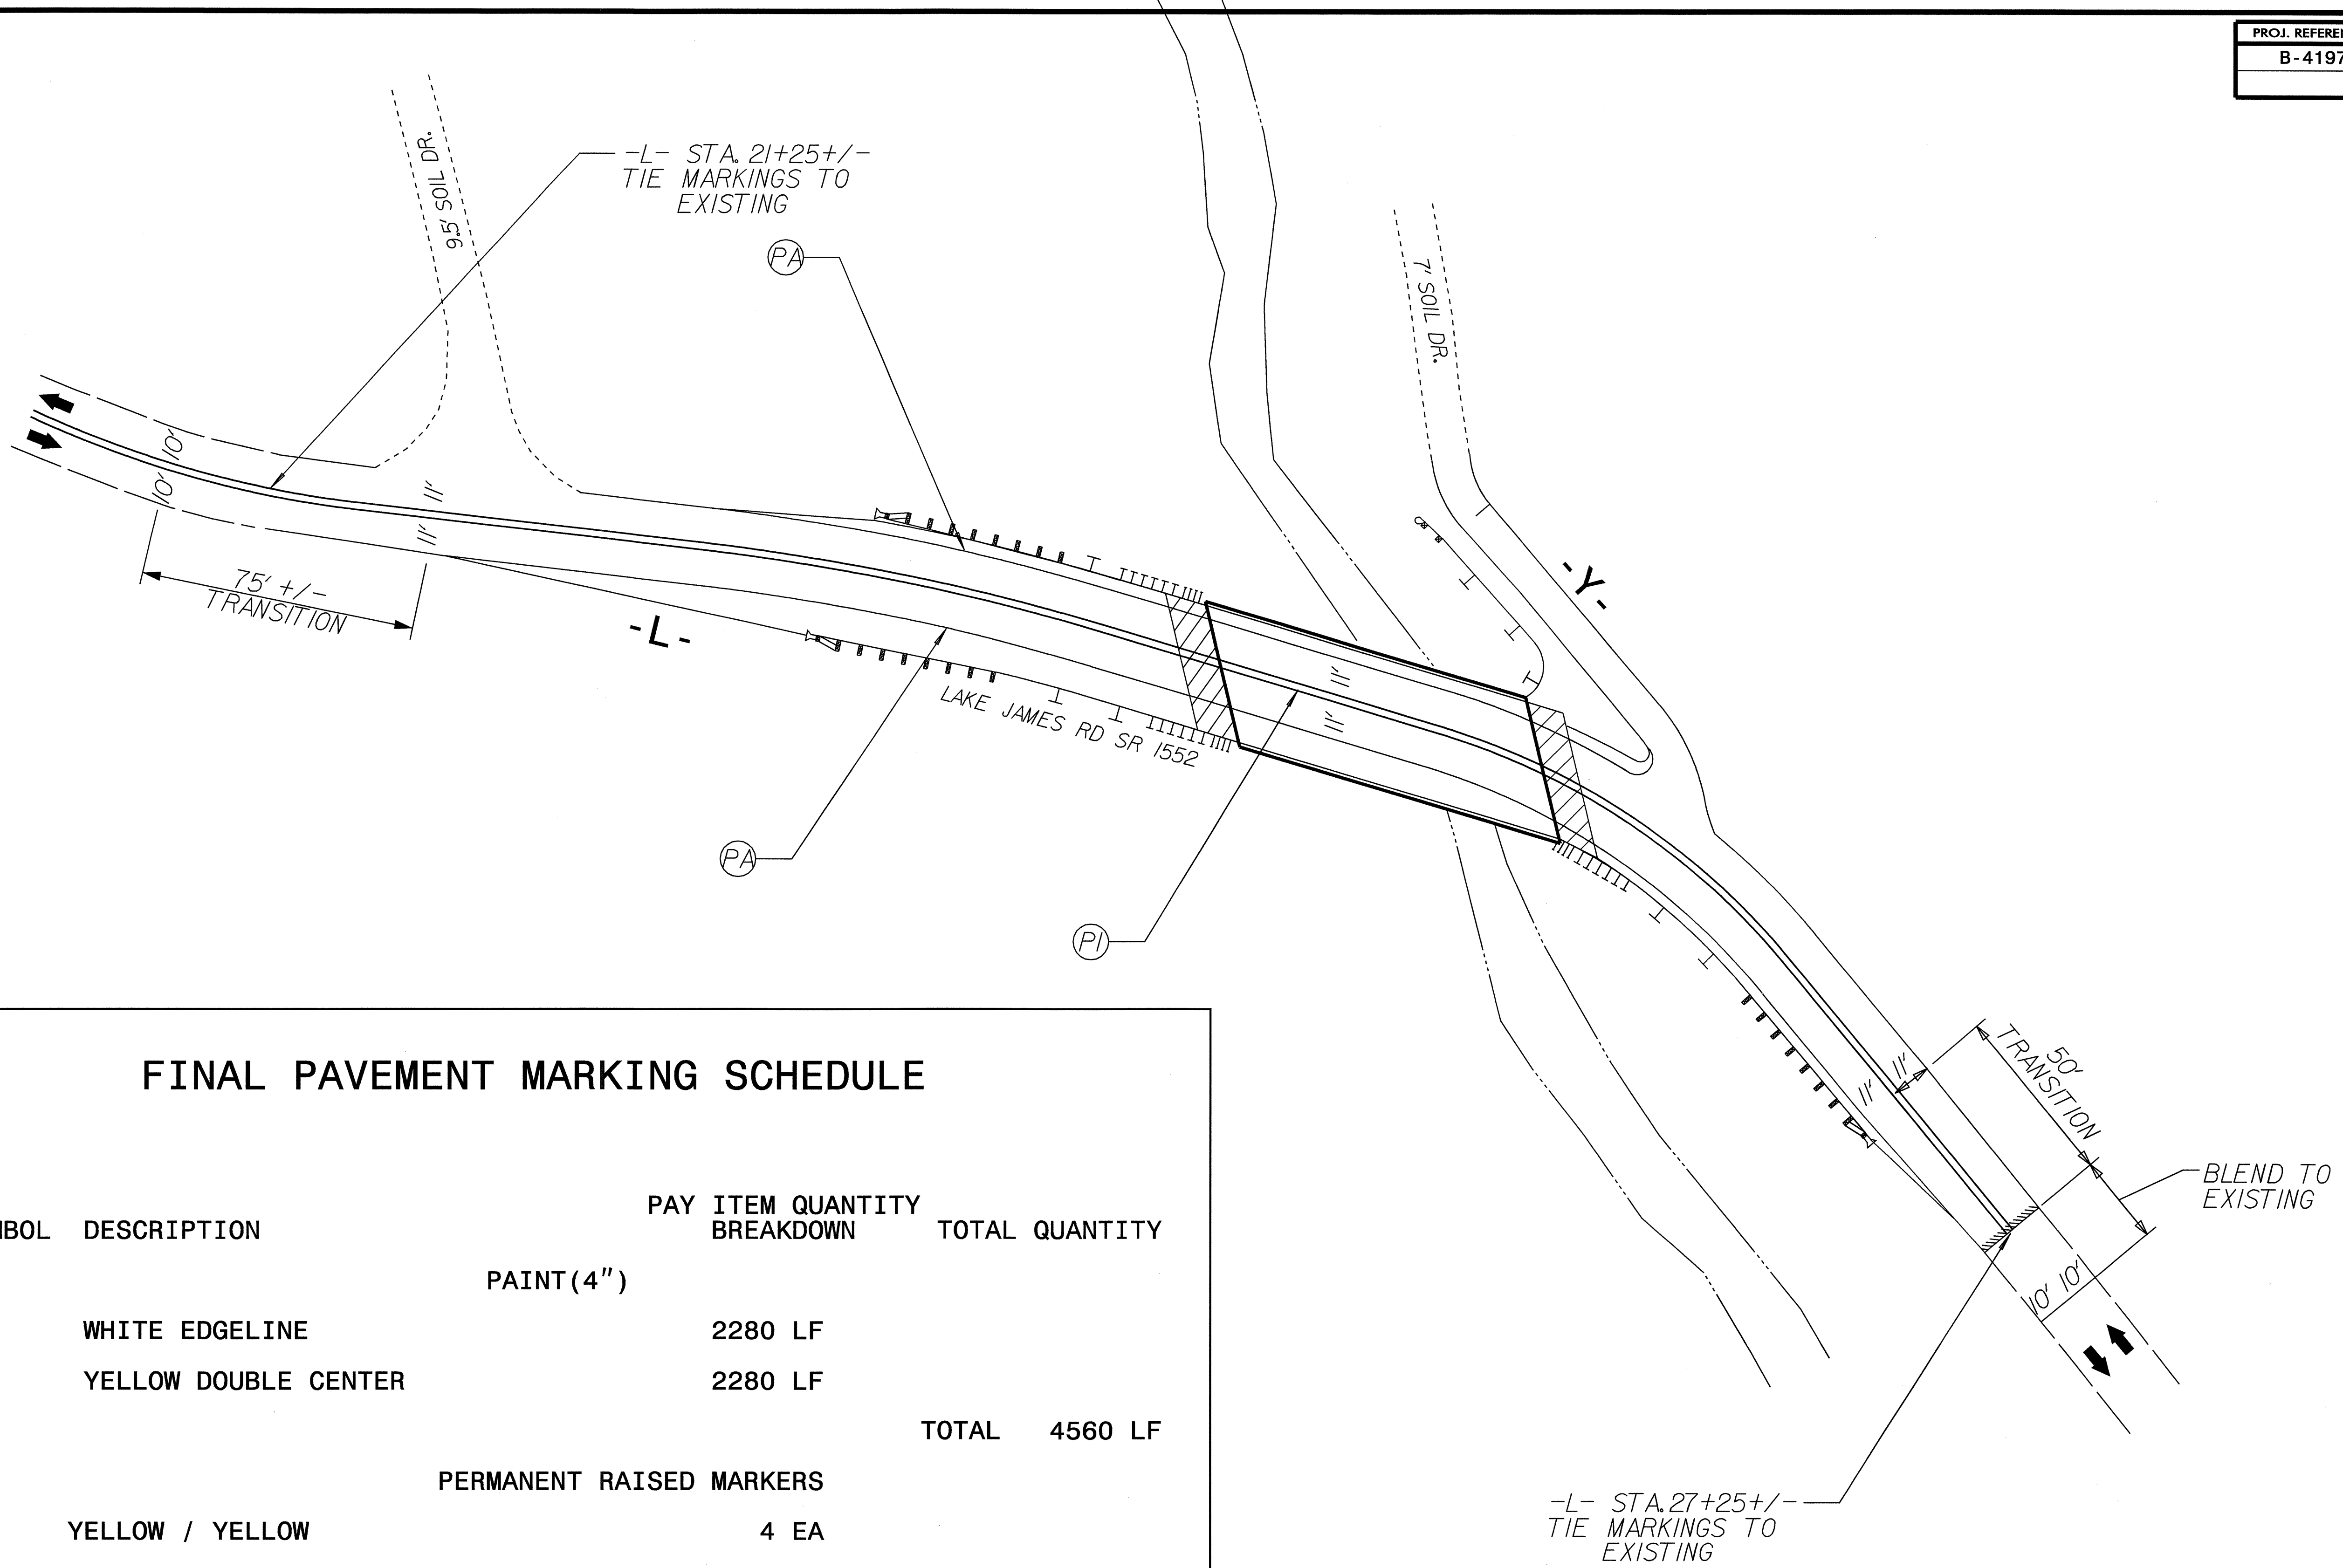 PROJ. REFEREN
B-4197
-L- STA. 21+25+/-
TIE MARKINGS TO
EXISTING
9.5' SOIL DR.
PA
7' SOIL DR.
10'
10'
11'
11'
75' +/-
TRANSITION
-L-
-Y-
LAKE JAMES RD SR 1552
11'
11'
PA
PI
11'
11'
50'
TRANSITION
BLEND TO
EXISTING
10' 10'
-L- STA. 27+25+/-
TIE MARKINGS TO
EXISTING
FINAL PAVEMENT MARKING SCHEDULE
MBOL DESCRIPTION
PAY ITEM QUANTITY
BREAKDOWN
TOTAL QUANTITY
PAINT(4")
WHITE EDGELINE 2280 LF
YELLOW DOUBLE CENTER 2280 LF
TOTAL 4560 LF
PERMANENT RAISED MARKERS
YELLOW / YELLOW 4 EA